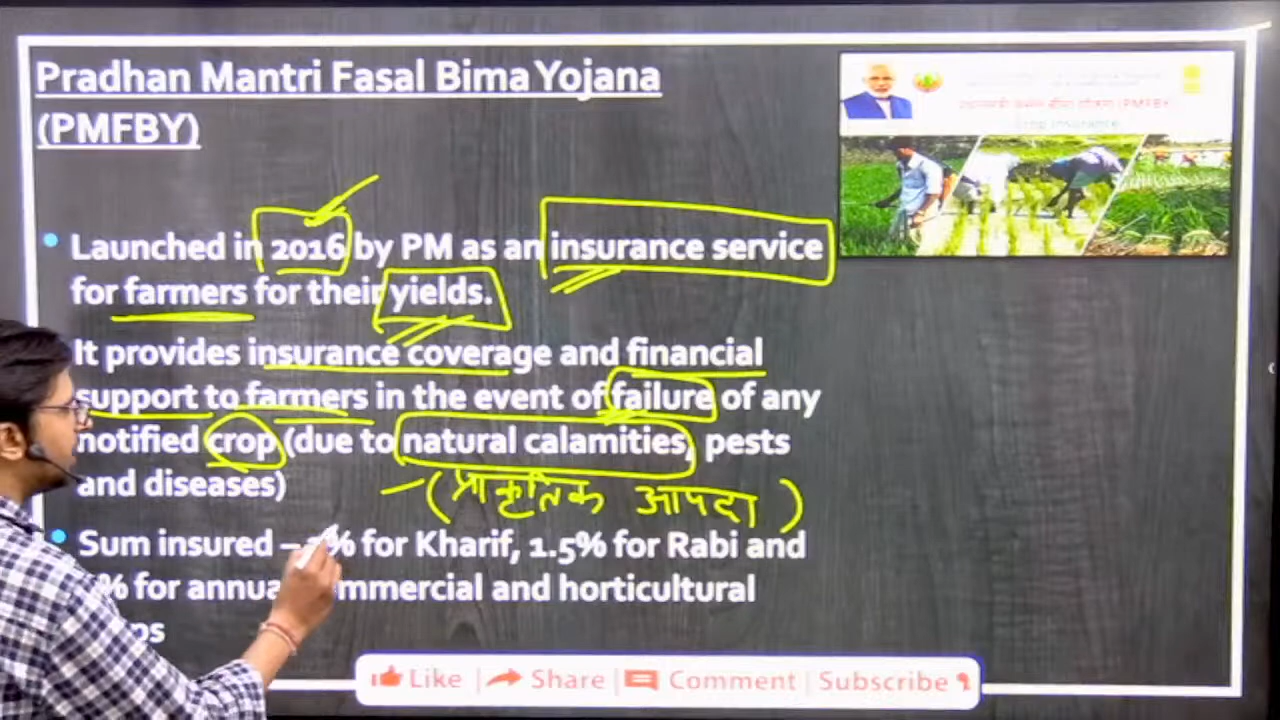 Pradhan Mantri Fasal Bima Yojana
(PMFBY)
Launched in 2016 by PM as an insurance service
for farmers for their yields.
It provides insurance coverage and financial
support to farmers in the event of failure of any
notified crop (due to natural calamities, pests
and diseases)
– (प्राकृतिक आपदा)
Sum insured – % for Kharif, 1.5% for Rabi and
% for annual commercial and horticultural
(PMFBY)
Crop Insurance
Like Share Comment Subscribe